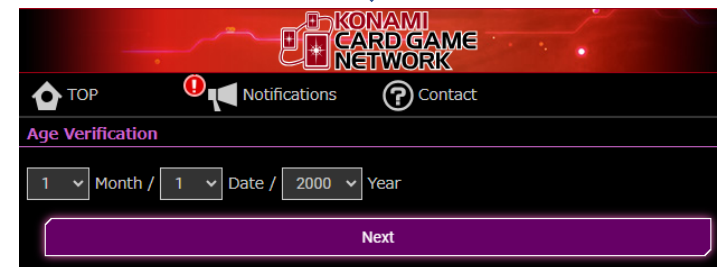 KONAMI
CARD GAME
NETWORK
TOP ! Notifications ? Contact
Age Verification
1 Month / 1 Date / 2000 Year
Next